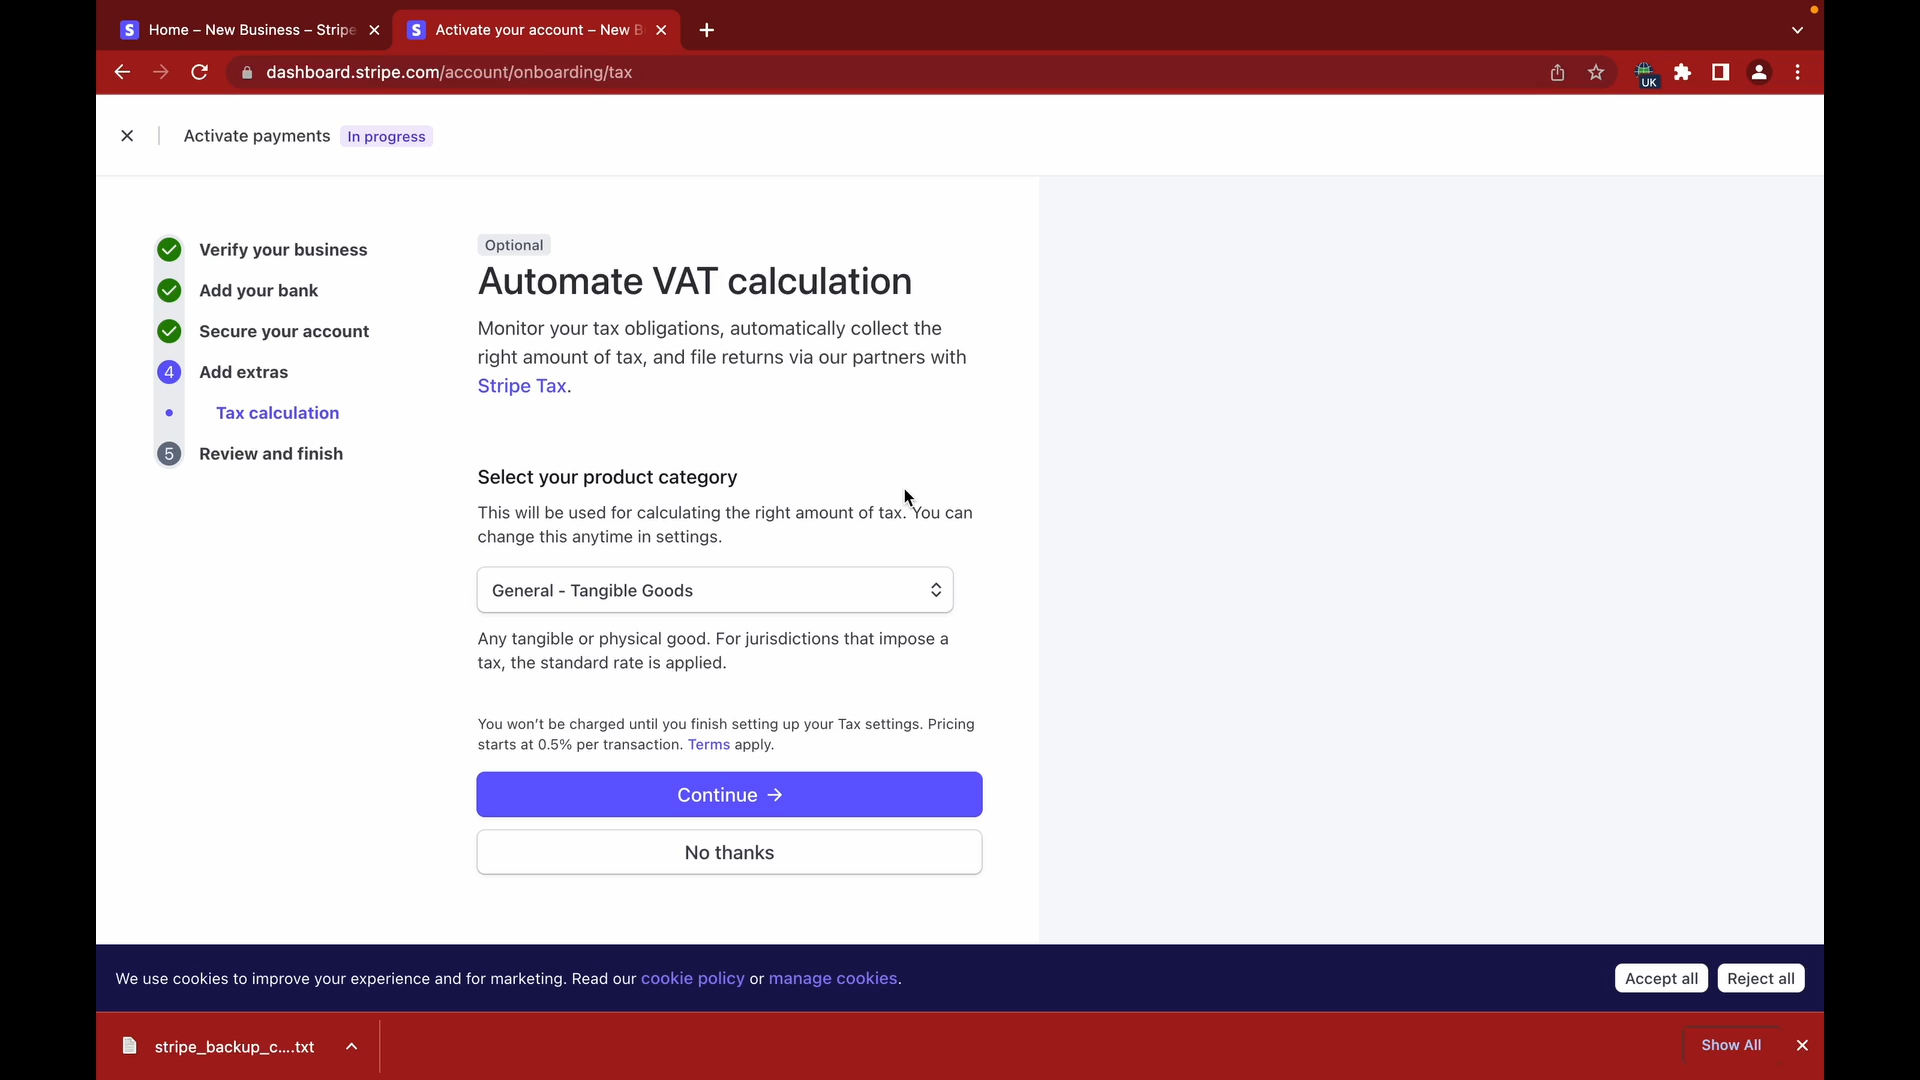 Home – New Business – Stripe
Activate your account – New B
dashboard.stripe.com/account/onboarding/tax
UK
Activate payments In progress
Verify your business
Add your bank
Secure your account
4 Add extras
Tax calculation
5 Review and finish
Optional
Automate VAT calculation
Monitor your tax obligations, automatically collect the
right amount of tax, and file returns via our partners with
Stripe Tax.
Select your product category
This will be used for calculating the right amount of tax. You can
change this anytime in settings.
General - Tangible Goods
Any tangible or physical good. For jurisdictions that impose a
tax, the standard rate is applied.
You won't be charged until you finish setting up your Tax settings. Pricing
starts at 0.5% per transaction. Terms apply.
Continue →
No thanks
We use cookies to improve your experience and for marketing. Read our cookie policy or manage cookies.
Accept all
Reject all
stripe_backup_c....txt
Show All